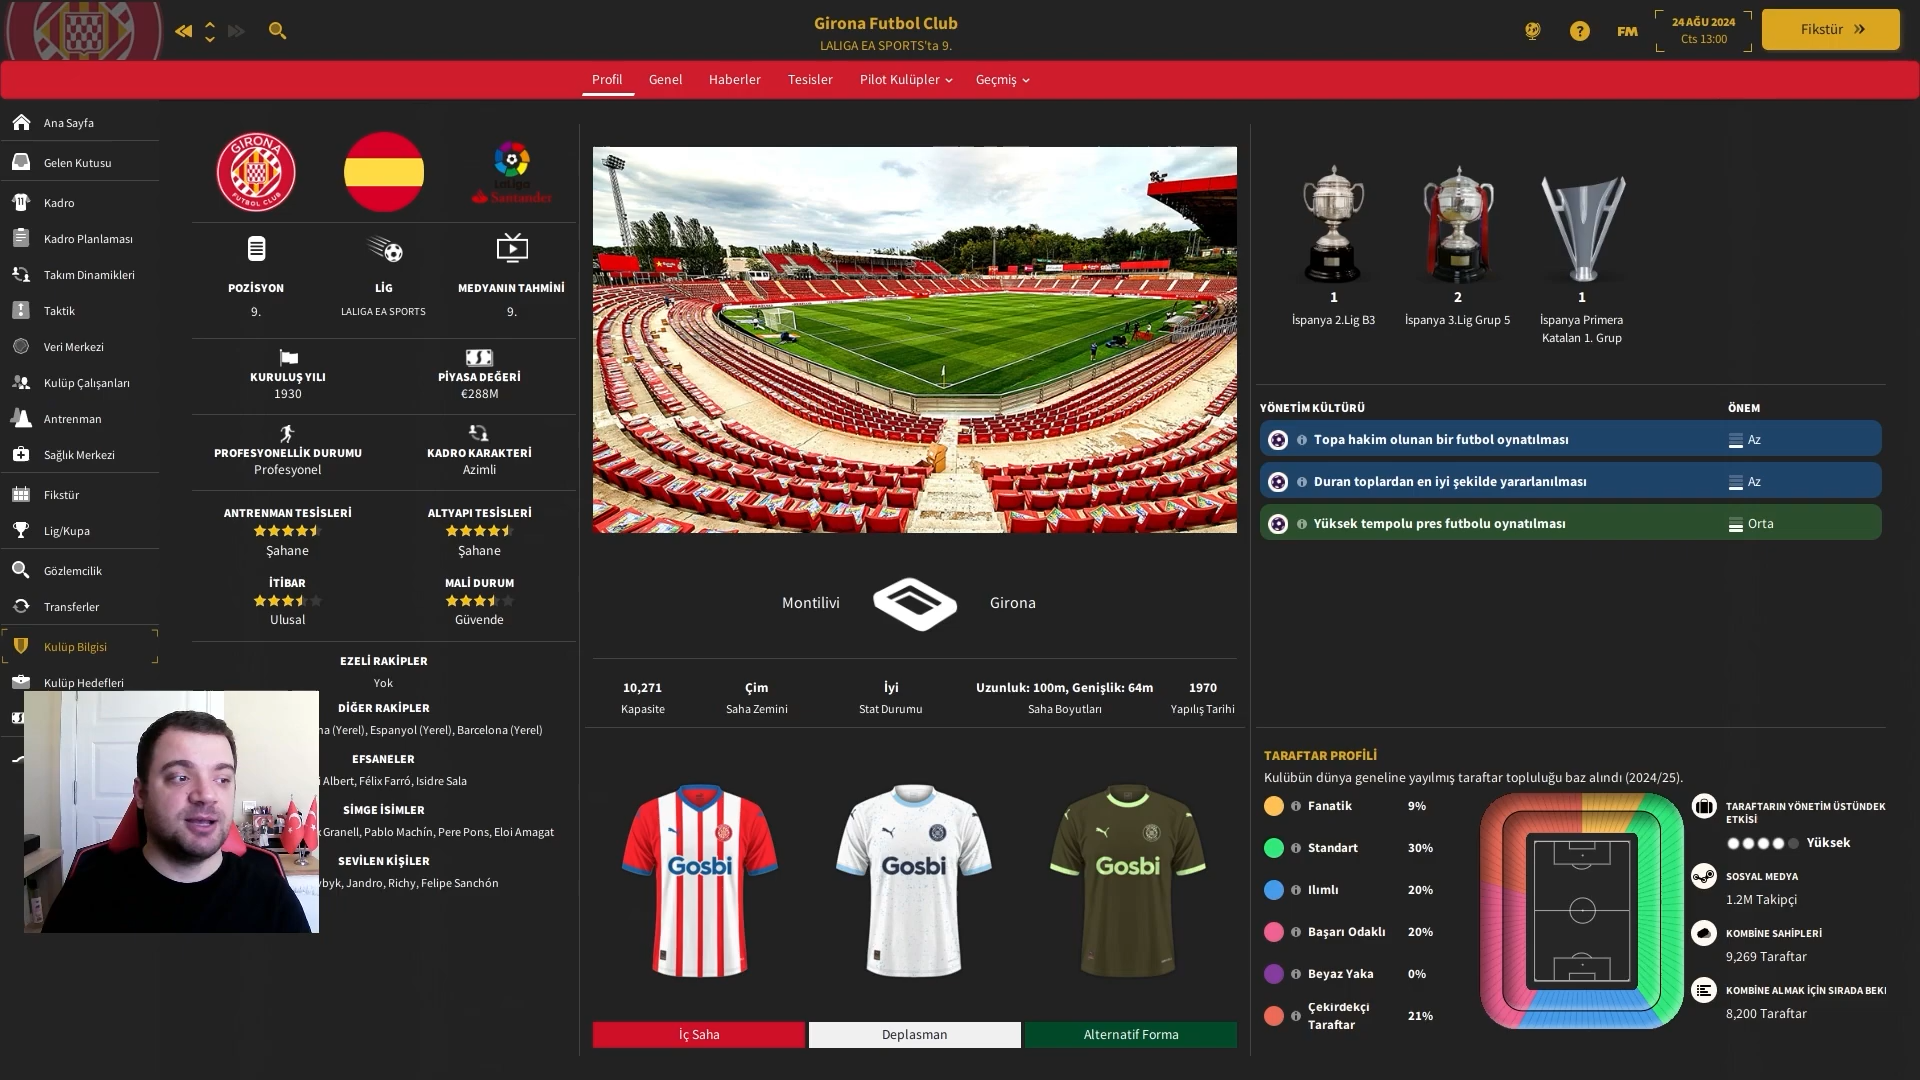 Girona Futbol Club
LALIGA EA SPORTS'ta 9.
FM
24 AĞU 2024
Cts 13:00
Fikstür
Profil
Genel
Haberler
Tesisler
Pilot Kulüpler
Geçmiş
Ana Sayfa
Gelen Kutusu
Kadro
Kadro Planlaması
Takım Dinamikleri
Taktik
Veri Merkezi
Kulüp Çalışanları
Antrenman
Sağlık Merkezi
Fikstür
Lig/Kupa
Gözlemcilik
Transferler
Kulüp Bilgisi
Kulüp Hedefleri
GIRONA
FUTBOL CLUB
LaLiga
Santander
POZİSYON
9.
LİG
LALIGA EA SPORTS
MEDYANIN TAHMİNİ
9.
KURULUŞ YILI
1930
PİYASA DEĞERİ
€288M
PROFESYONELLİK DURUMU
Profesyonel
KADRO KARAKTERİ
Azimli
ANTRENMAN TESİSLERİ
Şahane
ALTYAPI TESİSLERİ
Şahane
İTİBAR
Ulusal
MALİ DURUM
Güvende
EZELİ RAKİPLER
Yok
DİĞER RAKİPLER
(Yerel), Espanyol (Yerel), Barcelona (Yerel)
EFSANELER
Albert, Félix Farró, Isidre Sala
SİMGE İSİMLER
Granell, Pablo Machín, Pere Pons, Eloi Amagat
SEVİLEN KİŞİLER
Jandro, Richy, Felipe Sanchón
Montilivi
Girona
10,271
Kapasite
Çim
Saha Zemini
İyi
Stat Durumu
Uzunluk: 100m, Genişlik: 64m
Saha Boyutları
1970
Yapılış Tarihi
Gosbi
Gosbi
Gosbi
İç Saha
Deplasman
Alternatif Forma
1
İspanya 2.Lig B3
2
İspanya 3.Lig Grup 5
1
İspanya Primera
Katalan 1. Grup
YÖNETİM KÜLTÜRÜ
ÖNEM
Topa hakim olunan bir futbol oynatılması
Az
Duran toplardan en iyi şekilde yararlanılması
Az
Yüksek tempolu pres futbolu oynatılması
Orta
TARAFTAR PROFİLİ
Kulübün dünya geneline yayılmış taraftar topluluğu baz alındı (2024/25).
Fanatik 9%
Standart 30%
Ilımlı 20%
Başarı Odaklı 20%
Beyaz Yaka 0%
Çekirdekçi
Taraftar 21%
TARAFTARIN YÖNETİM ÜSTÜNDEK
ETKİSİ
Yüksek
SOSYAL MEDYA
1.2M Takipçi
KOMBİNE SAHİPLERİ
9,269 Taraftar
KOMBİNE ALMAK İÇİN SIRADA BEK
8,200 Taraftar